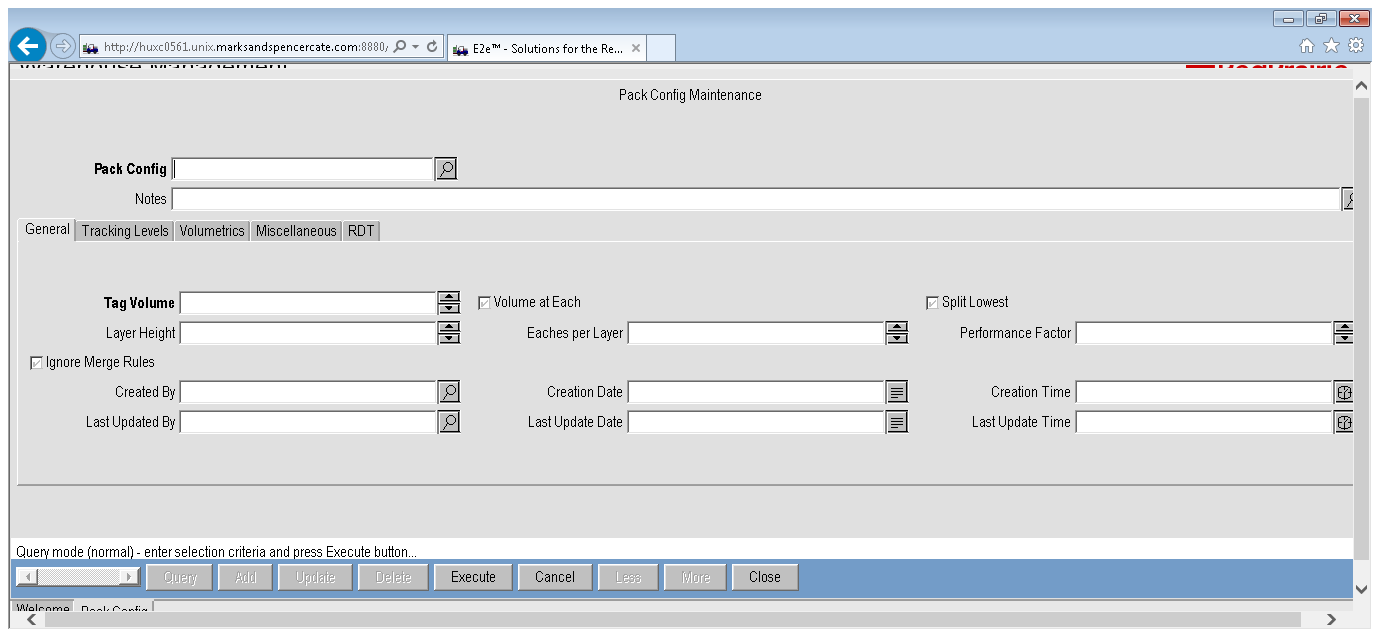 http://huxc0561.unix.marksandspencercate.com:8880/
E2e™ - Solutions for the Re...
Warehouse Management
RedPrairie
Pack Config Maintenance
Pack Config
Notes
General Tracking Levels Volumetrics Miscellaneous RDT
Tag Volume Volume at Each Split Lowest
Layer Height Eaches per Layer Performance Factor
Ignore Merge Rules
Created By Creation Date Creation Time
Last Updated By Last Update Date Last Update Time
Query mode (normal) - enter selection criteria and press Execute button...
Query Add Update Delete Execute Cancel Less More Close
Welcome Pack Config